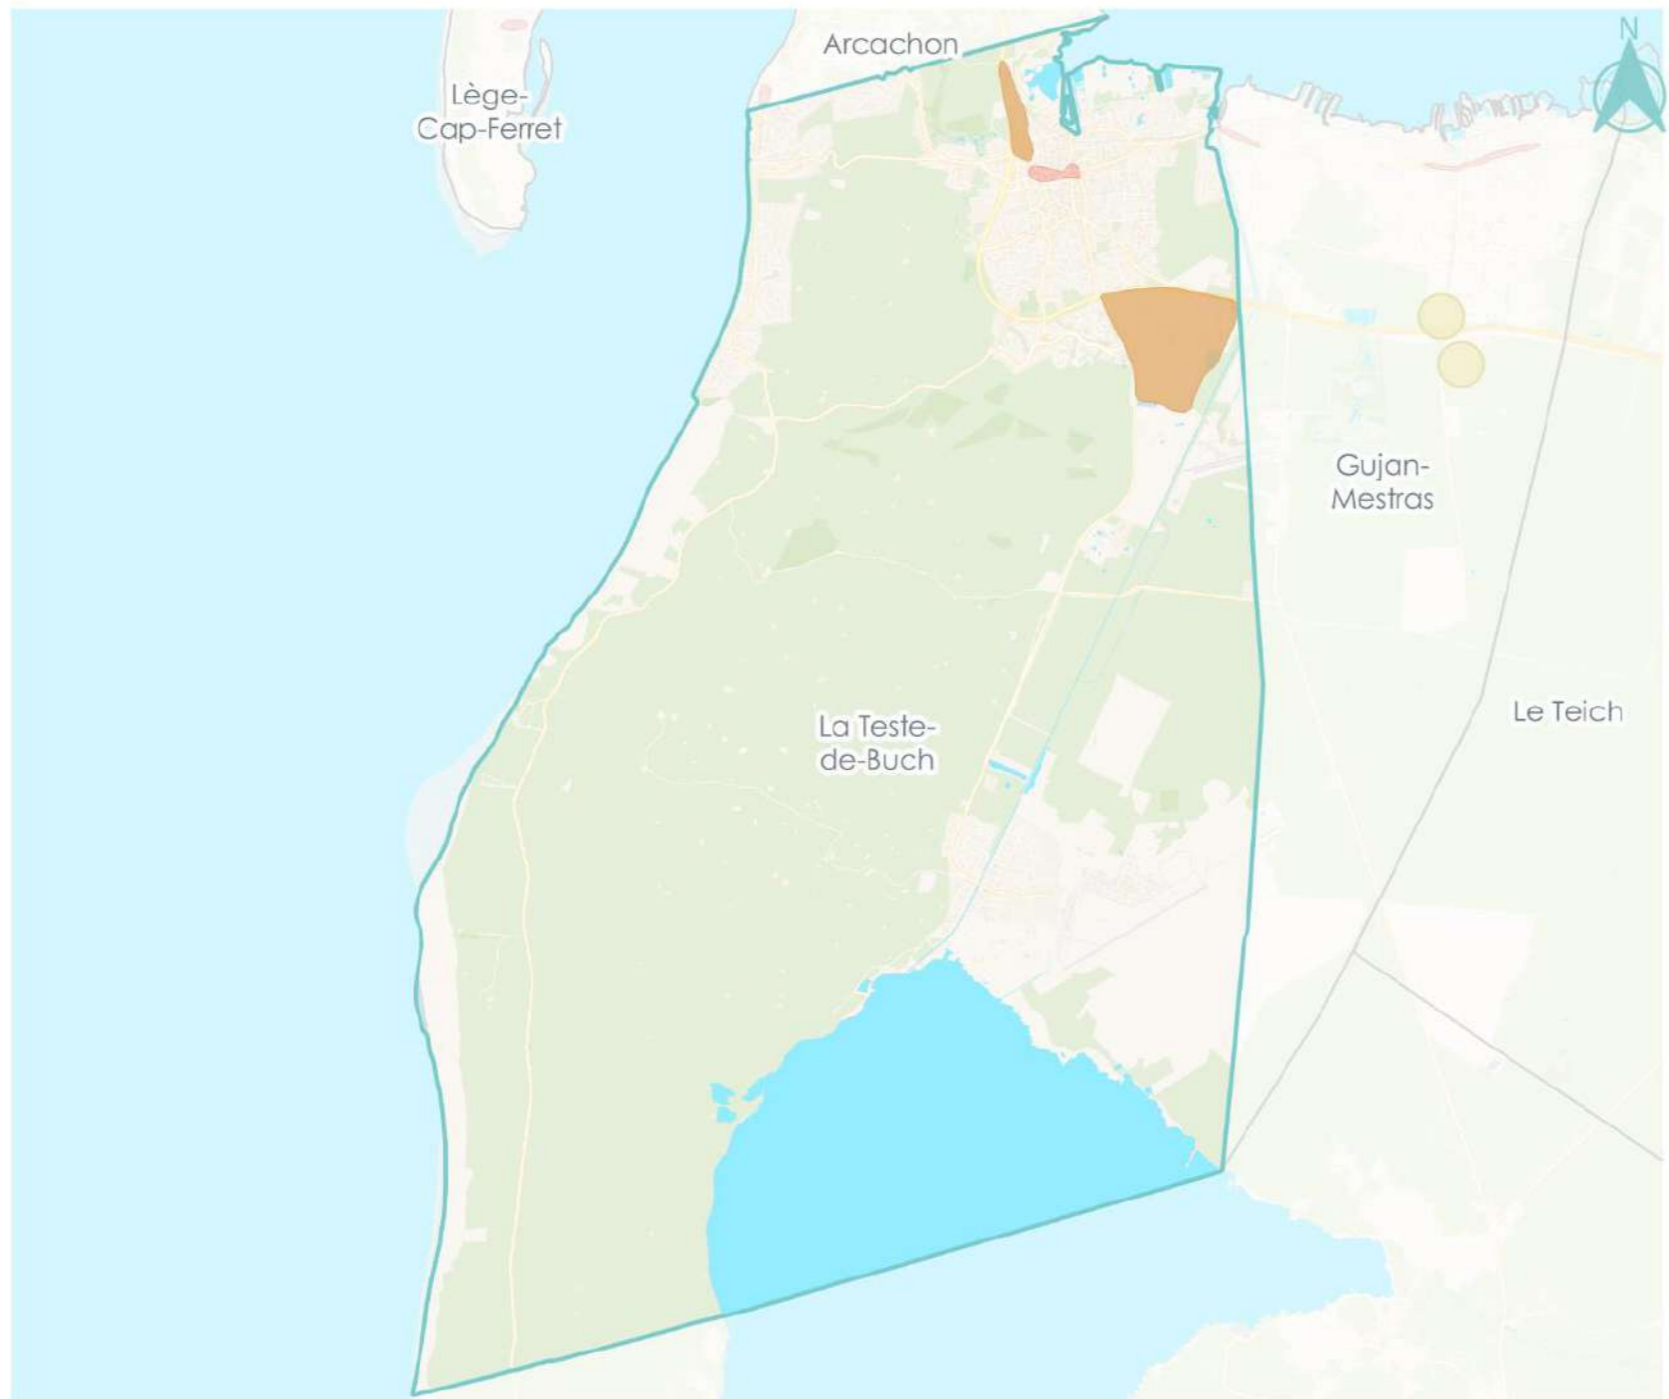 N
Arcachon
Lège-
Cap-Ferret
Gujan-
Mestras
La Teste-
de-Buch
Le Teich